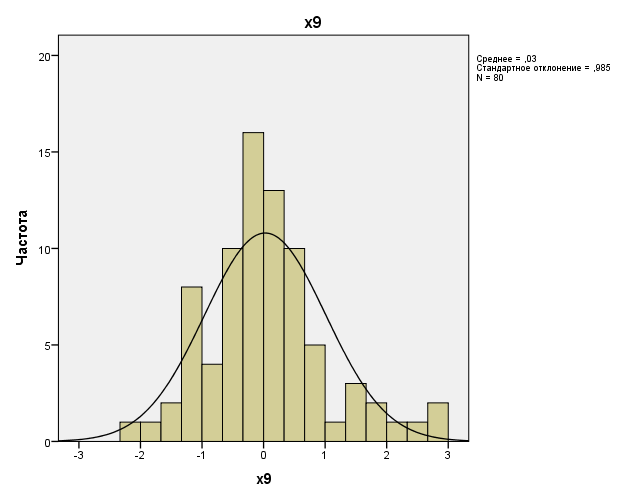 x9
Среднее = ,03
Стандартное отклонение = ,985
N = 80
Частота
20
15
10
5
0
-3 -2 -1 0 1 2 3
x9